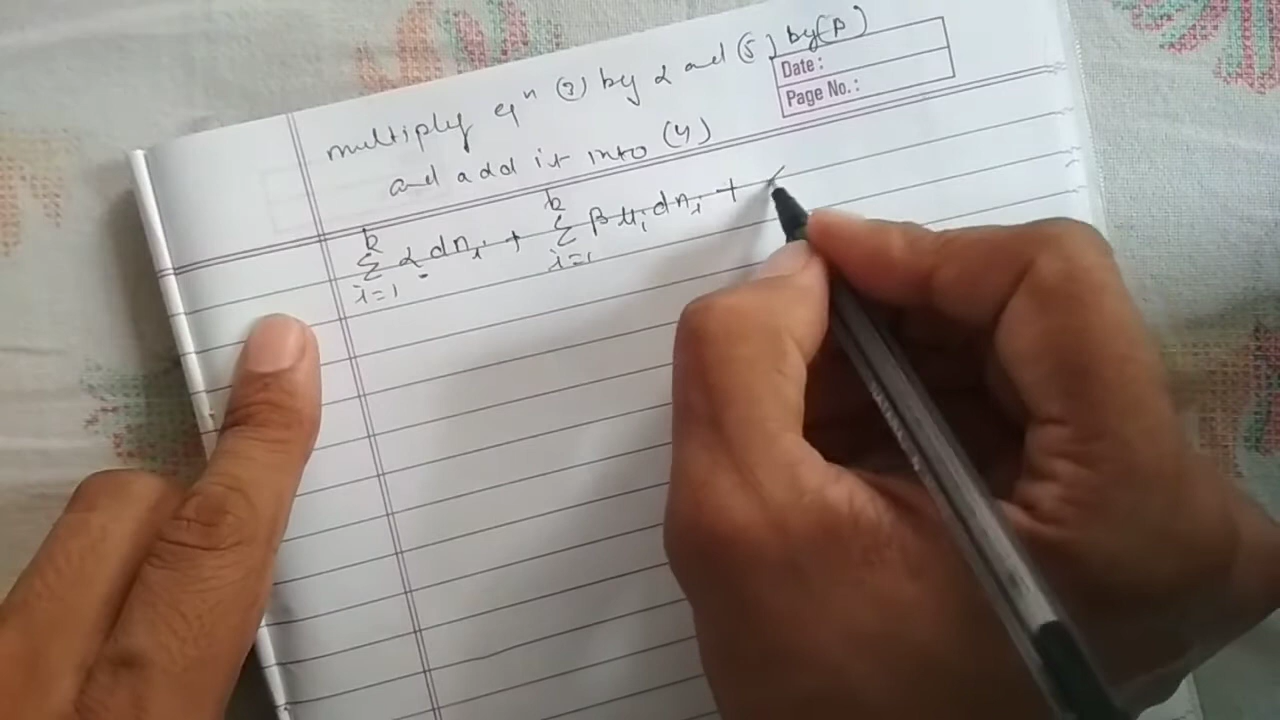 multiply eqⁿ (3) by α and (5) by (β)
Date :
Page No. :
and add it into (4)
k k
Σ α dnᵢ + Σ β uᵢ dnᵢ +
i=1 i=1